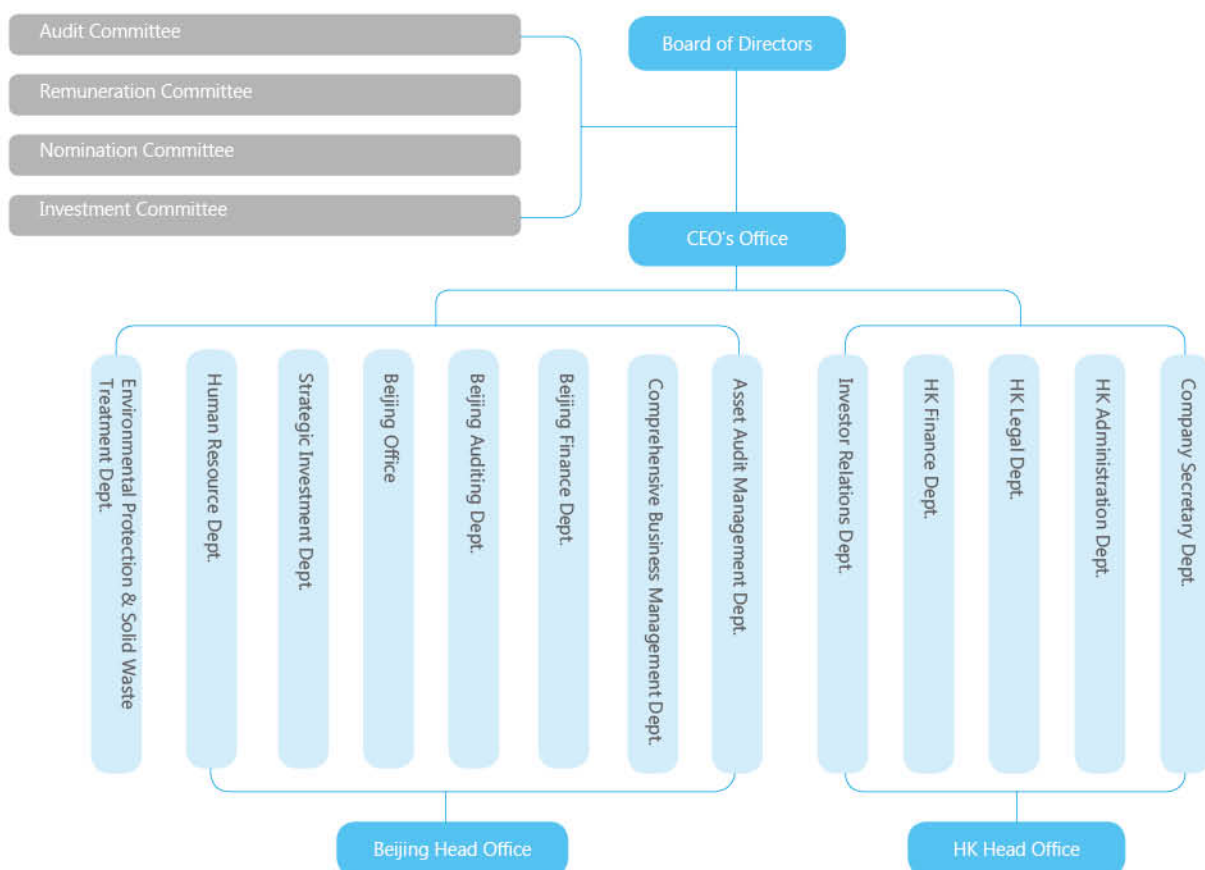 Audit Committee
Remuneration Committee
Nomination Committee
Investment Committee
Board of Directors
CEO's Office
Environmental Protection & Solid Waste
Treatment Dept.
Human Resource Dept.
Strategic Investment Dept.
Beijing Office
Beijing Auditing Dept.
Beijing Finance Dept.
Comprehensive Business Management Dept.
Asset Audit Management Dept.
Investor Relations Dept.
HK Finance Dept.
HK Legal Dept.
HK Administration Dept.
Company Secretary Dept.
Beijing Head Office
HK Head Office